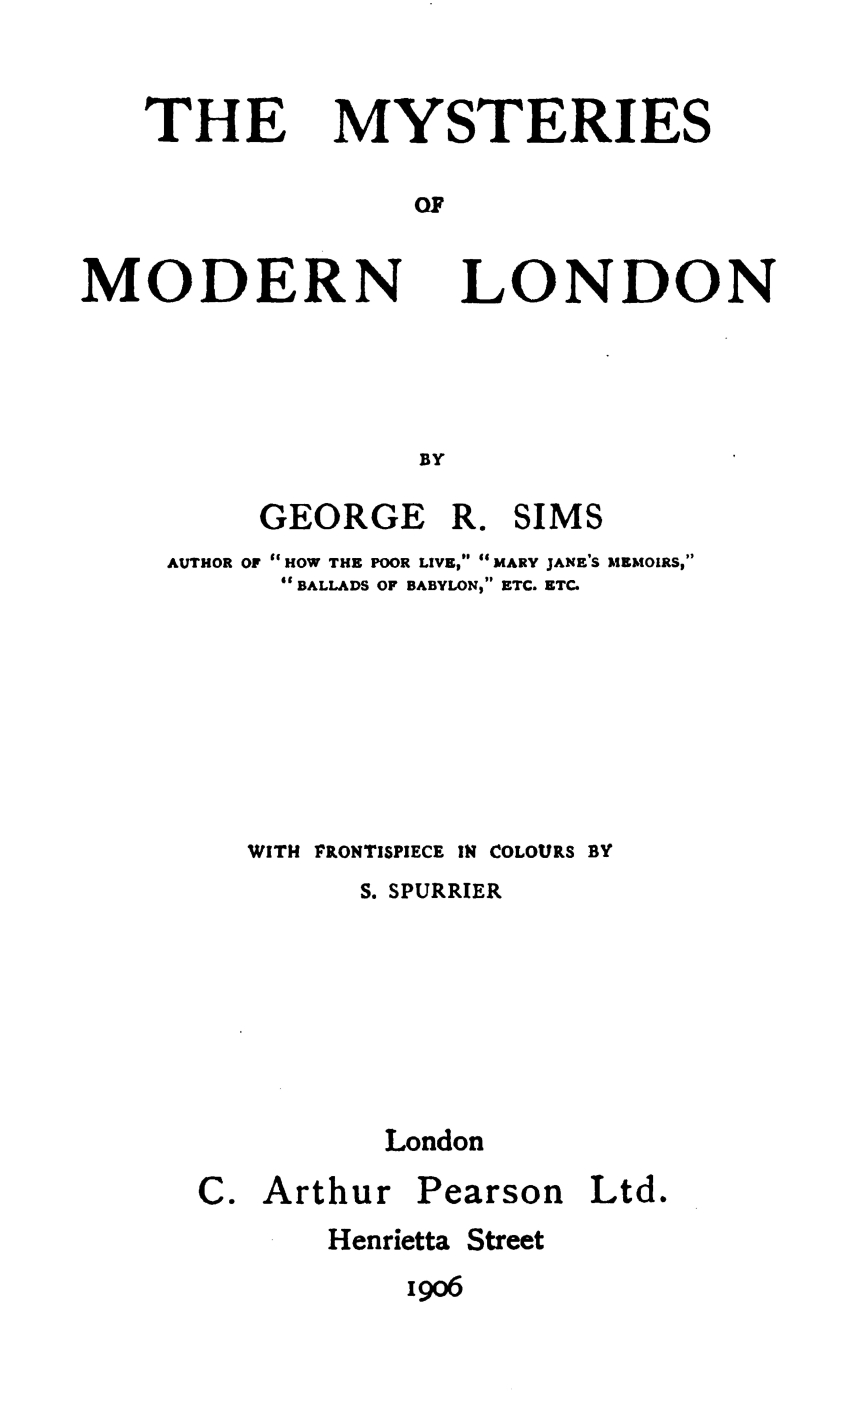 THE MYSTERIES
OF
MODERN LONDON
BY
GEORGE R. SIMS
AUTHOR OF "HOW THE POOR LIVE," "MARY JANE'S MEMOIRS,"
"BALLADS OF BABYLON," ETC. ETC.
WITH FRONTISPIECE IN COLOURS BY
S. SPURRIER
London
C. Arthur Pearson Ltd.
Henrietta Street
1906